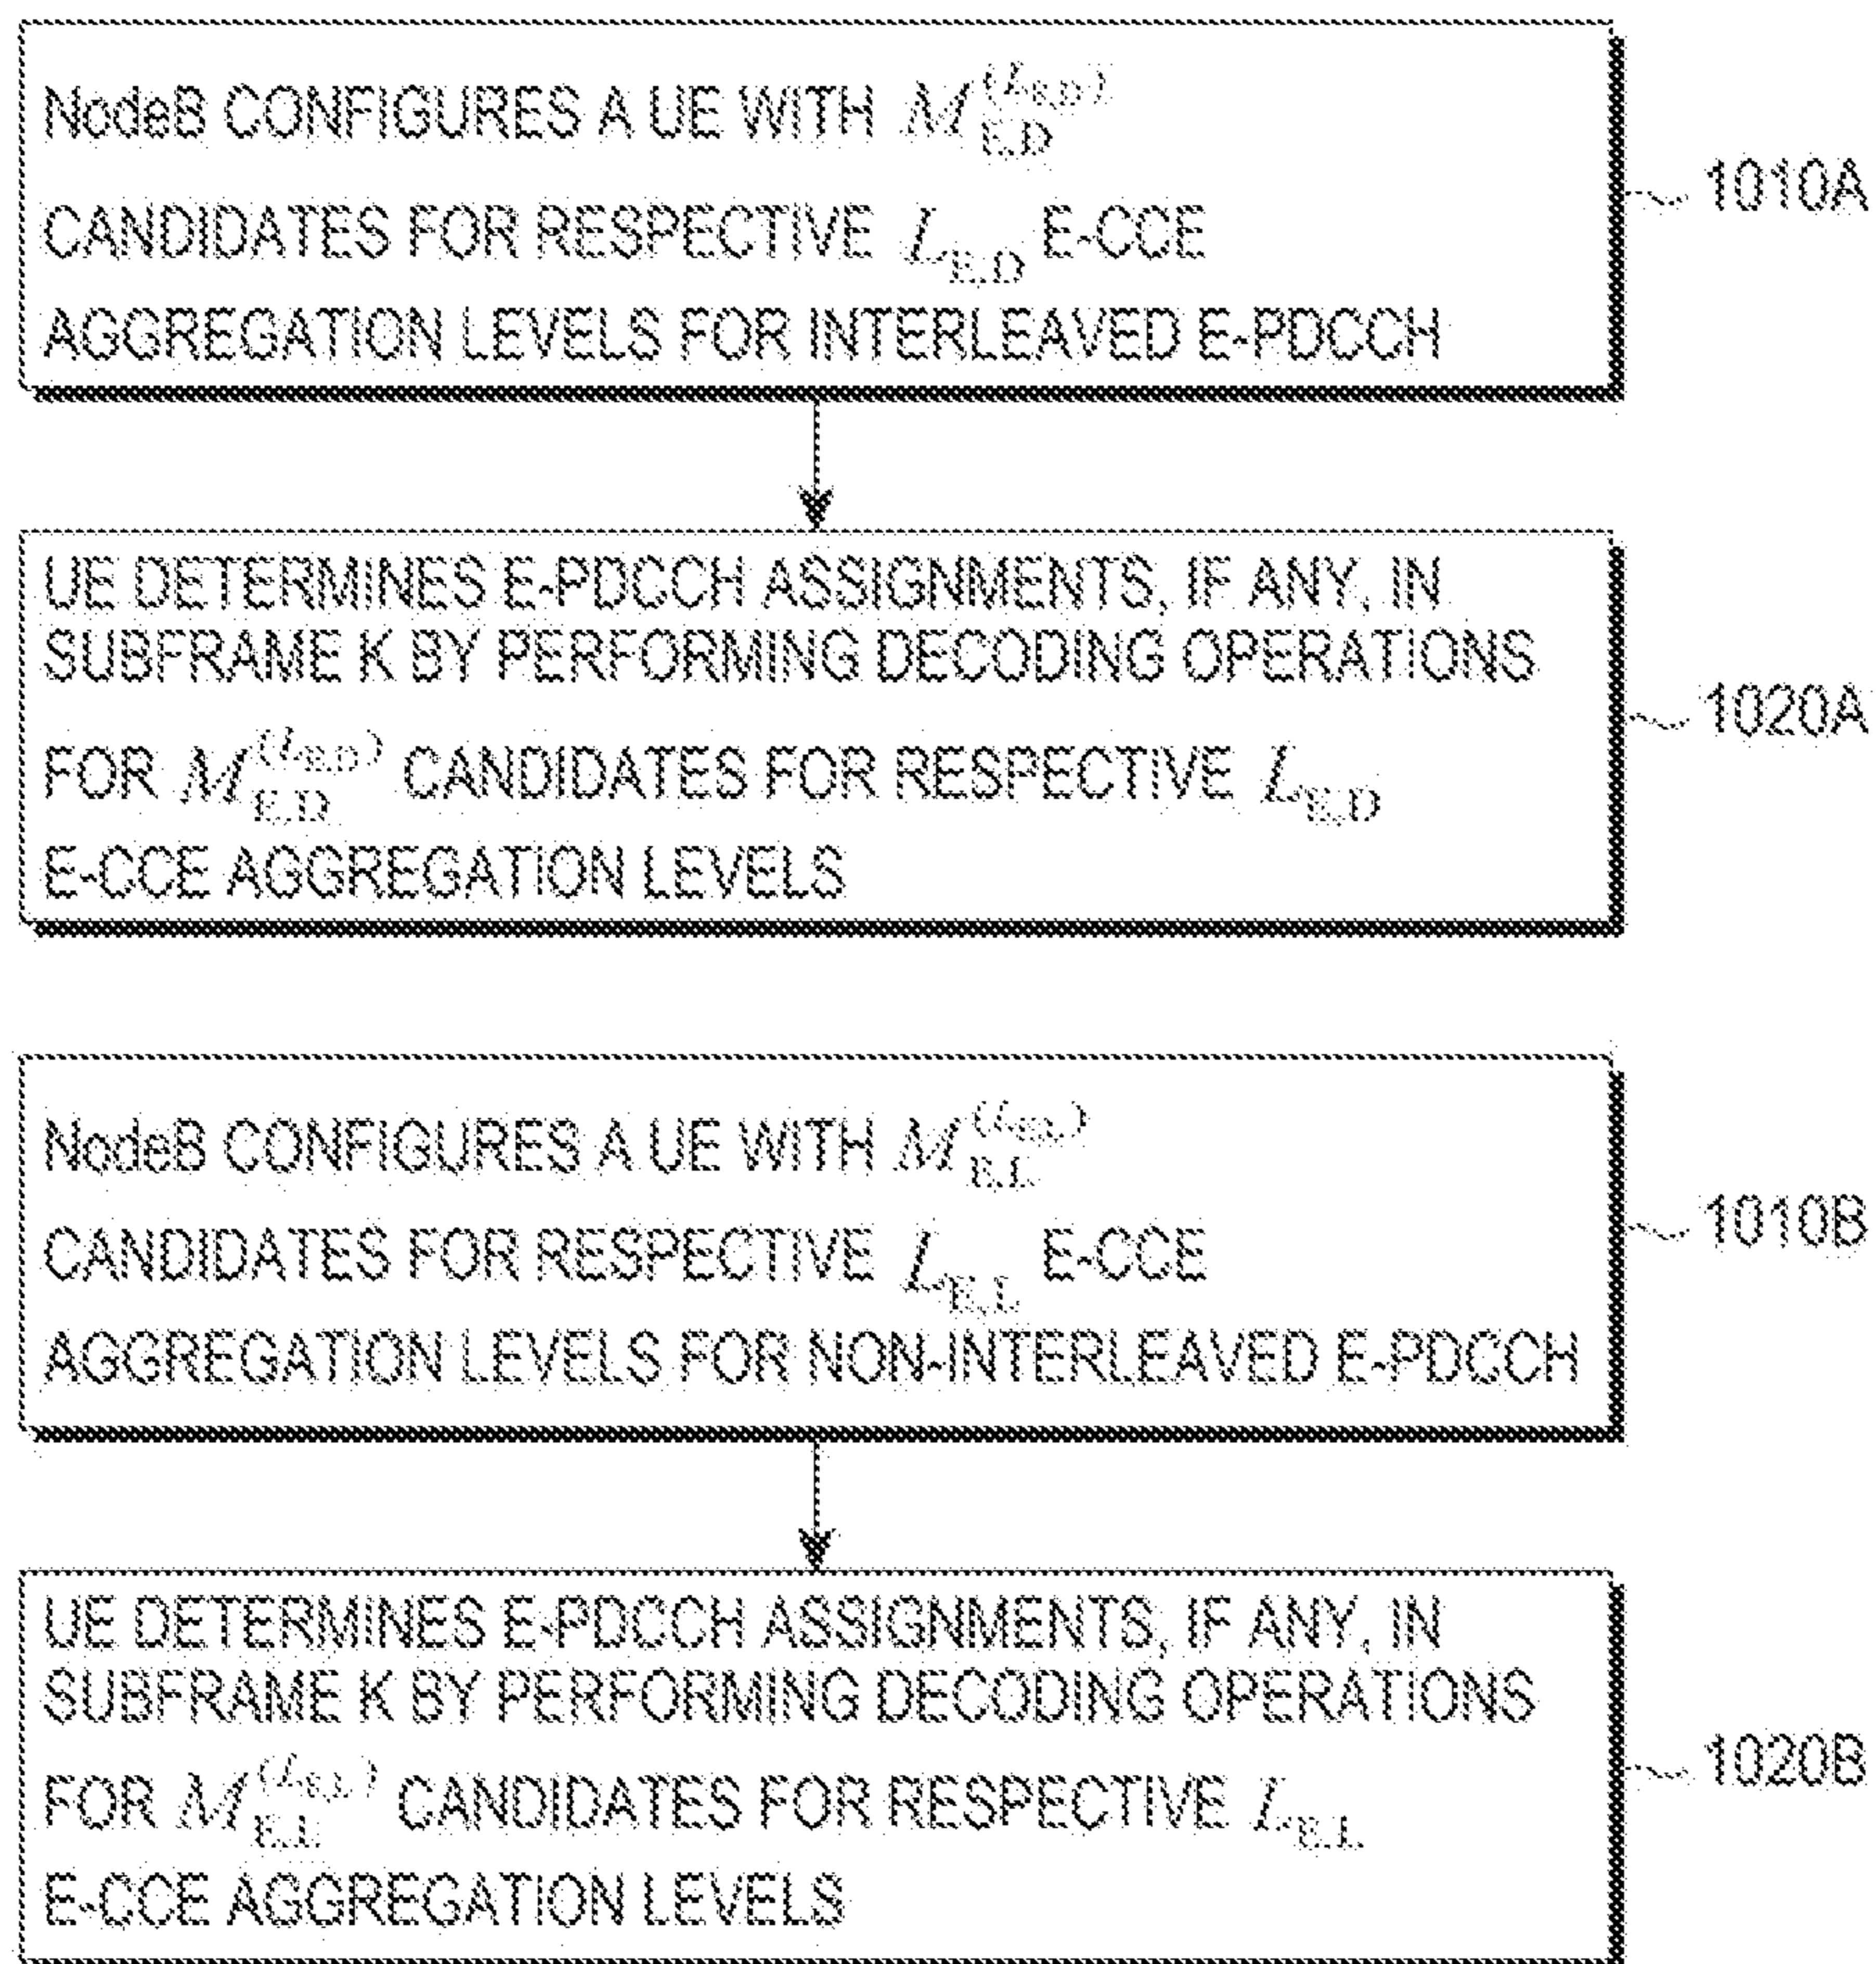 NodeB CONFIGURES A UE WITH M_{E,D}^{(L_{E,D})}
CANDIDATES FOR RESPECTIVE L_{E,D} E-CCE
AGGREGATION LEVELS FOR INTERLEAVED E-PDCCH
1010A
UE DETERMINES E-PDCCH ASSIGNMENTS, IF ANY, IN
SUBFRAME K BY PERFORMING DECODING OPERATIONS
FOR M_{E,D}^{(L_{E,D})} CANDIDATES FOR RESPECTIVE L_{E,D}
E-CCE AGGREGATION LEVELS
1020A
NodeB CONFIGURES A UE WITH M_{E,L}^{(L_{E,L})}
CANDIDATES FOR RESPECTIVE L_{E,L} E-CCE
AGGREGATION LEVELS FOR NON-INTERLEAVED E-PDCCH
1010B
UE DETERMINES E-PDCCH ASSIGNMENTS, IF ANY, IN
SUBFRAME K BY PERFORMING DECODING OPERATIONS
FOR M_{E,L}^{(L_{E,L})} CANDIDATES FOR RESPECTIVE L_{E,L}
E-CCE AGGREGATION LEVELS
1020B